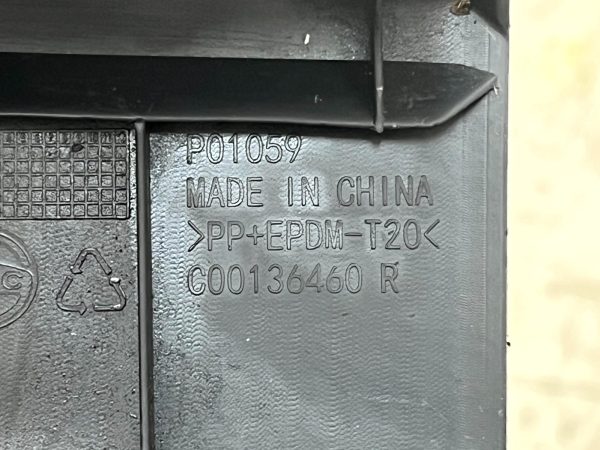 P01059
MADE IN CHINA
>PP+EPDM-T20<
C00136460 R